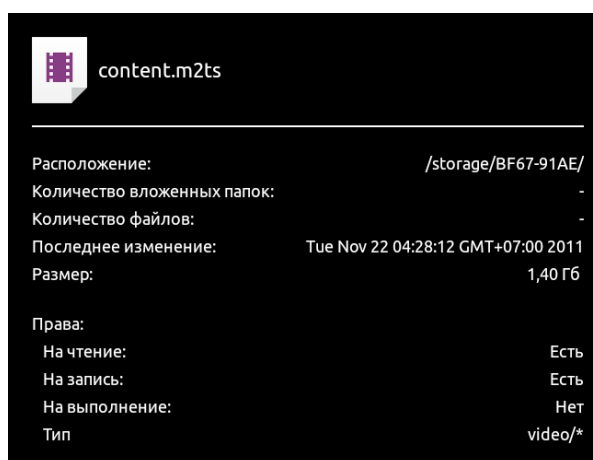 content.m2ts
Расположение: /storage/BF67-91AE/
Количество вложенных папок: -
Количество файлов: -
Последнее изменение: Tue Nov 22 04:28:12 GMT+07:00 2011
Размер: 1,40 Гб
Права:
На чтение: Есть
На запись: Есть
На выполнение: Нет
Тип video/*